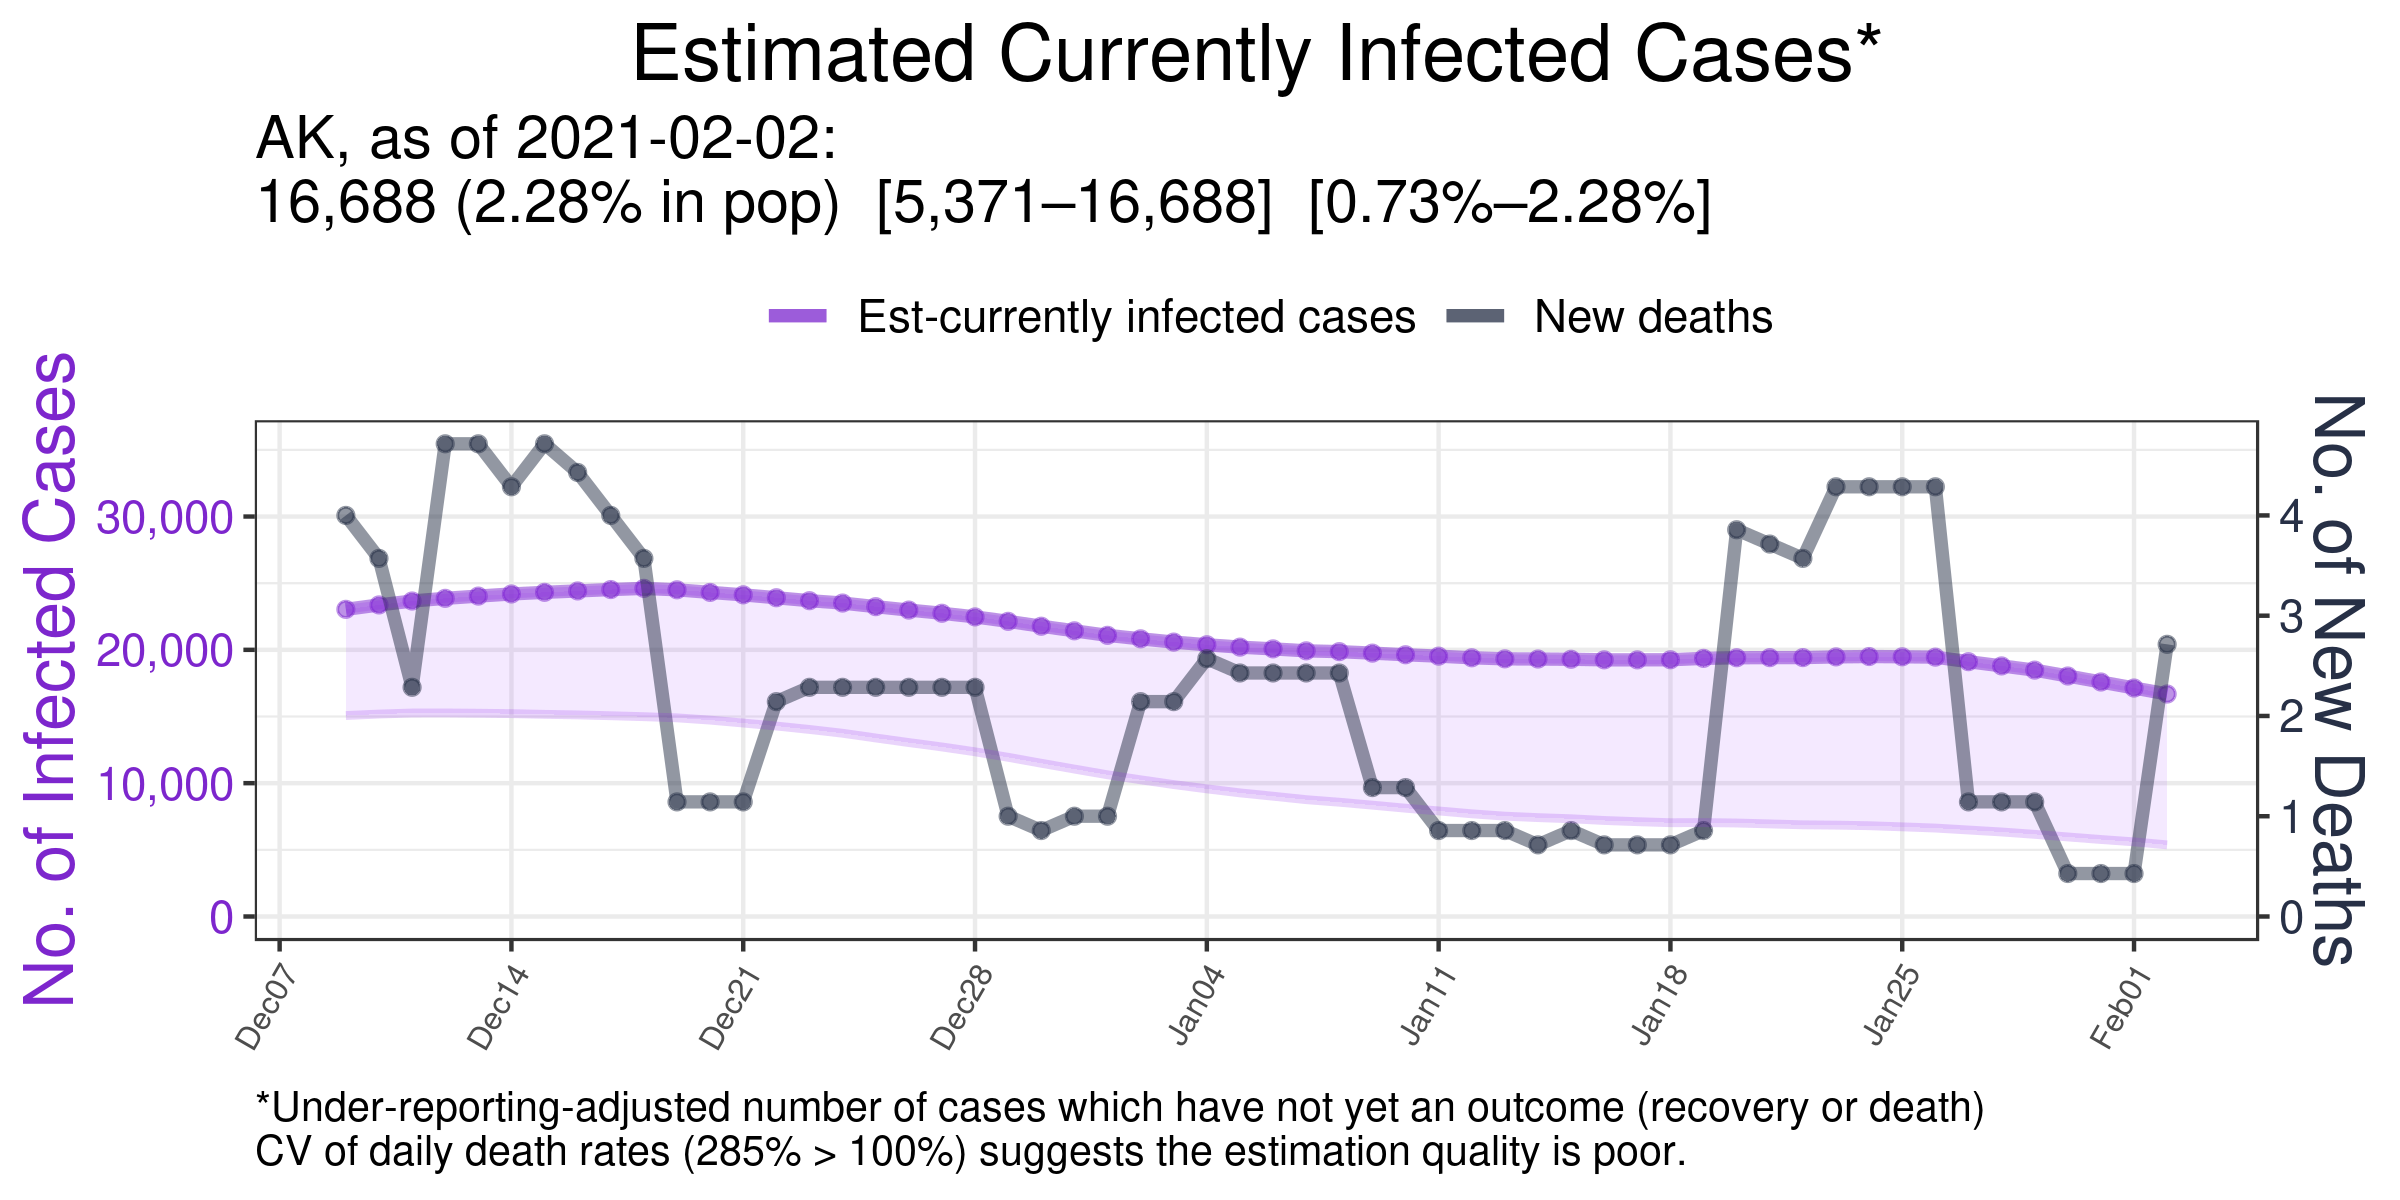 Estimated Currently Infected Cases*
AK, as of 2021-02-02:
16,688 (2.28% in pop)  [5,371–16,688]  [0.73%–2.28%]
Est-currently infected cases
New deaths
No. of Infected Cases
30,000
20,000
10,000
0
4
3
2
1
0
No. of New Deaths
Dec07
Dec14
Dec21
Dec28
Jan04
Jan11
Jan18
Jan25
Feb01
*Under-reporting-adjusted number of cases which have not yet an outcome (recovery or death)
CV of daily death rates (285% > 100%) suggests the estimation quality is poor.